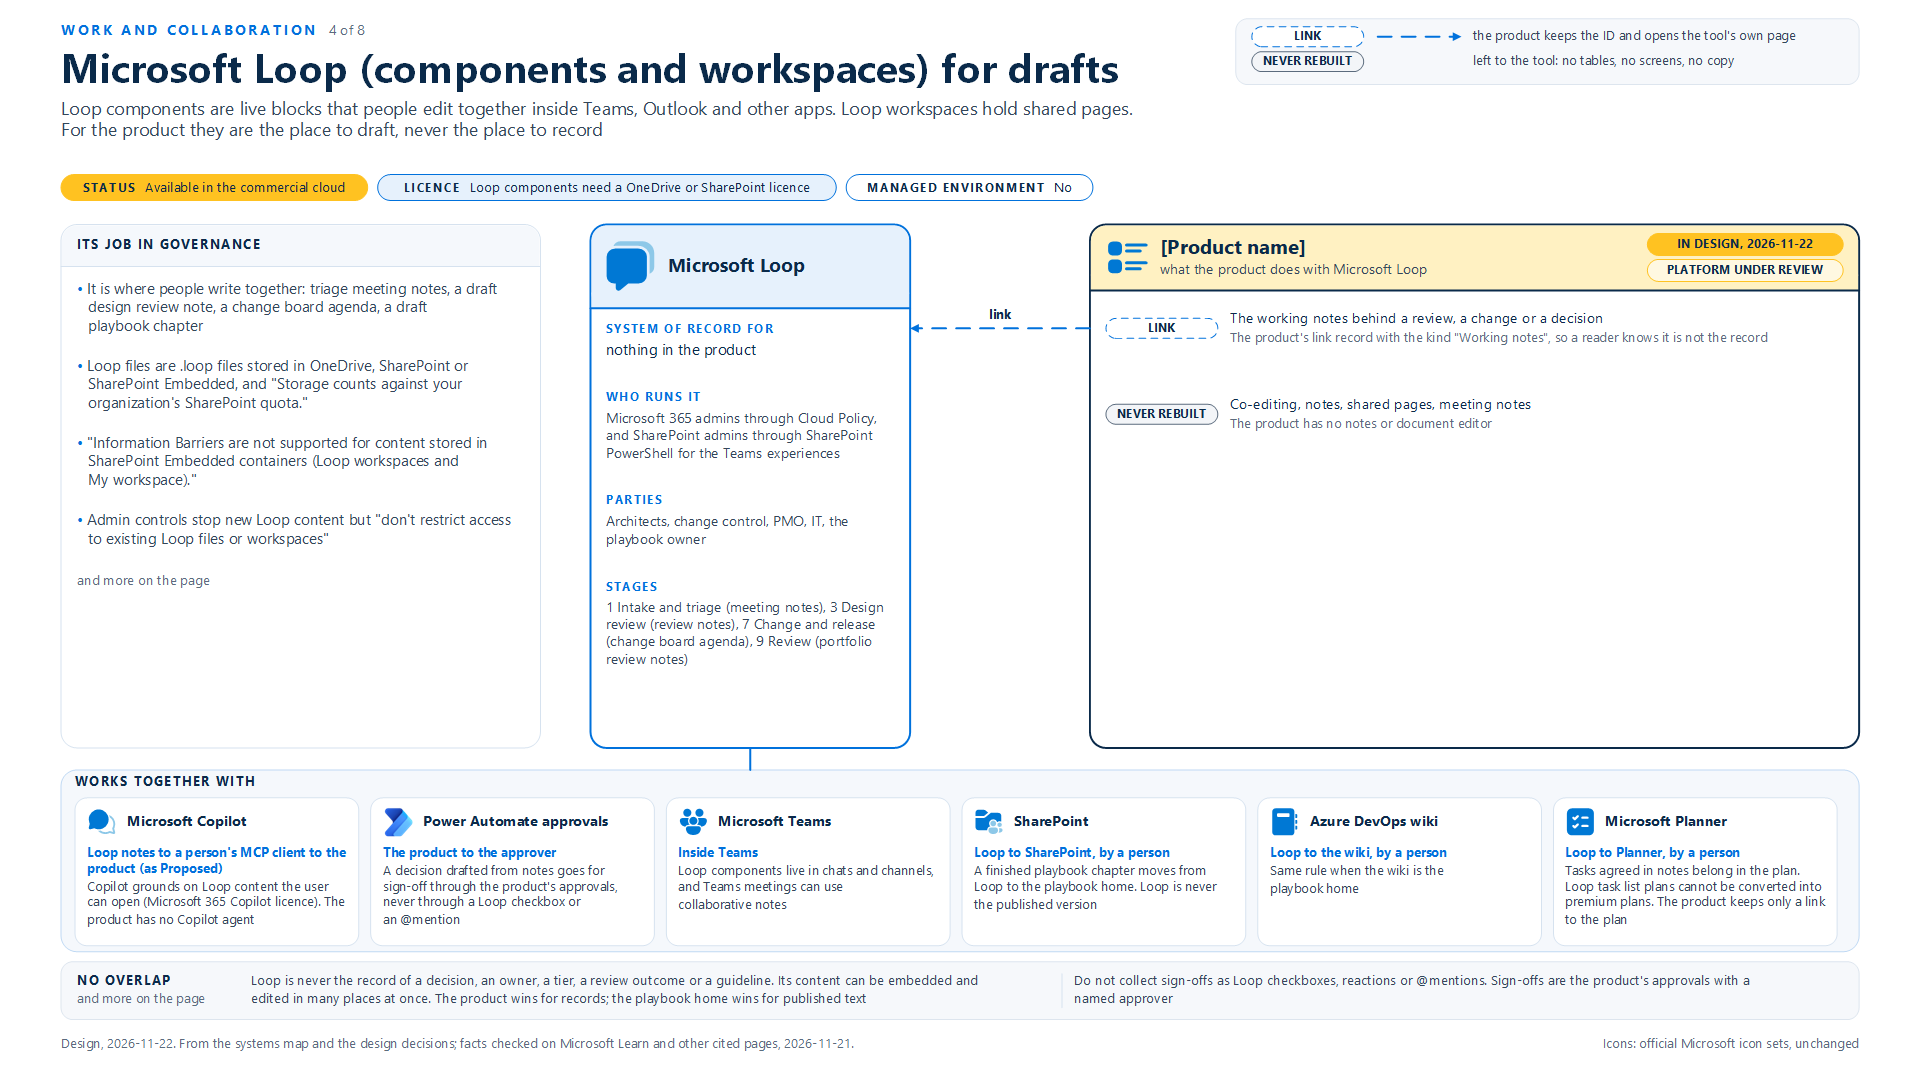 WORK AND COLLABORATION 4 of 8
Microsoft Loop (components and workspaces) for drafts
Loop components are live blocks that people edit together inside Teams, Outlook and other apps. Loop workspaces hold shared pages.
For the product they are the place to draft, never the place to record
LINK the product keeps the ID and opens the tool's own page
NEVER REBUILT left to the tool: no tables, no screens, no copy
STATUS Available in the commercial cloud
LICENCE Loop components need a OneDrive or SharePoint licence
MANAGED ENVIRONMENT No
ITS JOB IN GOVERNANCE
• It is where people write together: triage meeting notes, a draft
design review note, a change board agenda, a draft
playbook chapter
• Loop files are .loop files stored in OneDrive, SharePoint or
SharePoint Embedded, and "Storage counts against your
organization's SharePoint quota."
• "Information Barriers are not supported for content stored in
SharePoint Embedded containers (Loop workspaces and
My workspace)."
• Admin controls stop new Loop content but "don't restrict access
to existing Loop files or workspaces"
and more on the page
Microsoft Loop
SYSTEM OF RECORD FOR
nothing in the product
WHO RUNS IT
Microsoft 365 admins through Cloud Policy,
and SharePoint admins through SharePoint
PowerShell for the Teams experiences
PARTIES
Architects, change control, PMO, IT, the
playbook owner
STAGES
1 Intake and triage (meeting notes), 3 Design
review (review notes), 7 Change and release
(change board agenda), 9 Review (portfolio
review notes)
link
[Product name]
what the product does with Microsoft Loop
IN DESIGN, 2026-11-22
PLATFORM UNDER REVIEW
LINK
The working notes behind a review, a change or a decision
The product's link record with the kind "Working notes", so a reader knows it is not the record
NEVER REBUILT
Co-editing, notes, shared pages, meeting notes
The product has no notes or document editor
WORKS TOGETHER WITH
Microsoft Copilot
Loop notes to a person's MCP client to the
product (as Proposed)
Copilot grounds on Loop content the user
can open (Microsoft 365 Copilot licence). The
product has no Copilot agent
Power Automate approvals
The product to the approver
A decision drafted from notes goes for
sign-off through the product's approvals,
never through a Loop checkbox or
an @mention
Microsoft Teams
Inside Teams
Loop components live in chats and channels,
and Teams meetings can use
collaborative notes
SharePoint
Loop to SharePoint, by a person
A finished playbook chapter moves from
Loop to the playbook home. Loop is never
the published version
Azure DevOps wiki
Loop to the wiki, by a person
Same rule when the wiki is the
playbook home
Microsoft Planner
Loop to Planner, by a person
Tasks agreed in notes belong in the plan.
Loop task list plans cannot be converted into
premium plans. The product keeps only a link
to the plan
NO OVERLAP
and more on the page
Loop is never the record of a decision, an owner, a tier, a review outcome or a guideline. Its content can be embedded and
edited in many places at once. The product wins for records; the playbook home wins for published text
Do not collect sign-offs as Loop checkboxes, reactions or @mentions. Sign-offs are the product's approvals with a
named approver
Design, 2026-11-22. From the systems map and the design decisions; facts checked on Microsoft Learn and other cited pages, 2026-11-21.
Icons: official Microsoft icon sets, unchanged